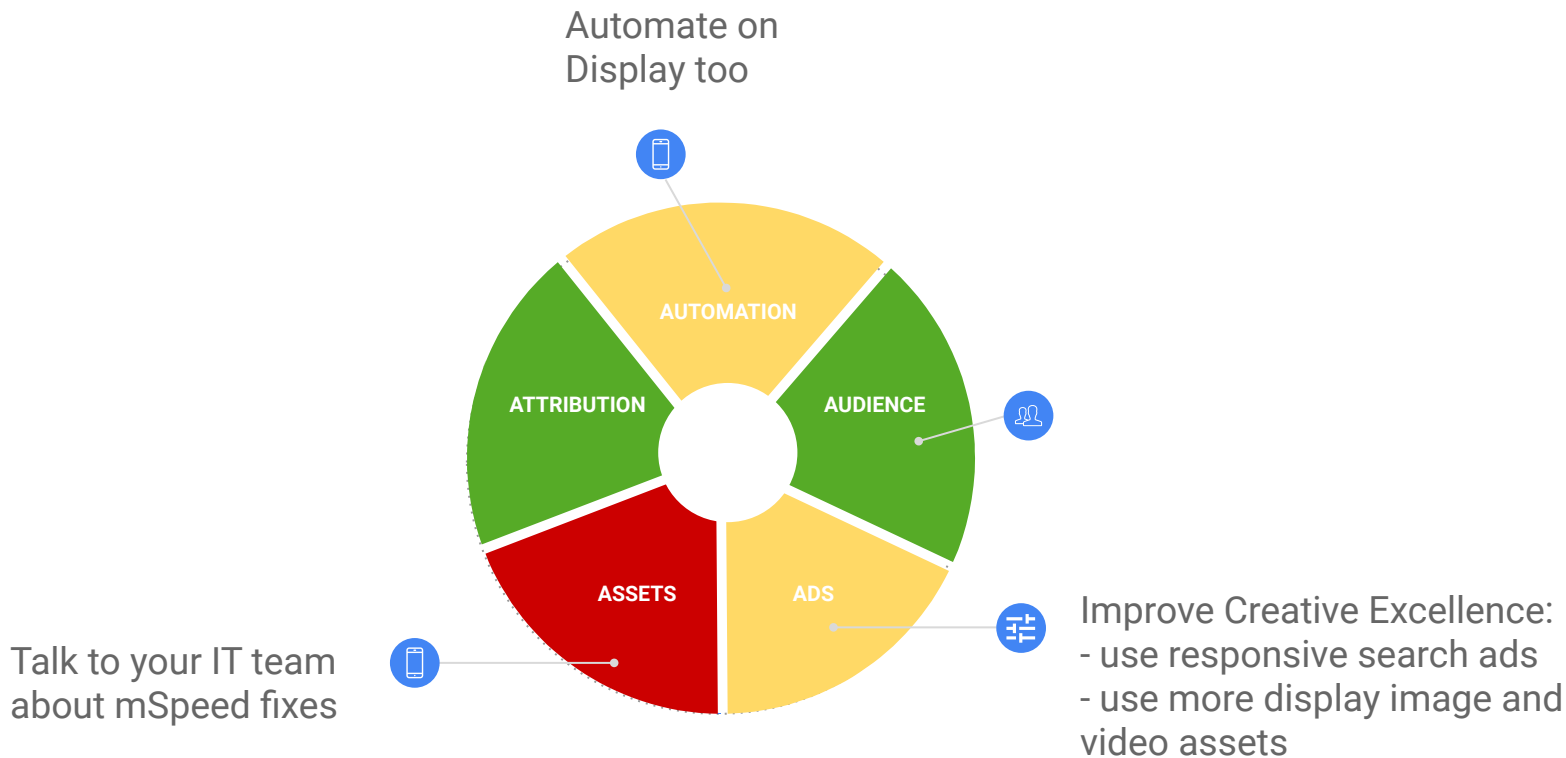 Automate on
Display too
AUTOMATION
ATTRIBUTION
AUDIENCE
ASSETS
ADS
Talk to your IT team
about mSpeed fixes
Improve Creative Excellence:
- use responsive search ads
- use more display image and
video assets